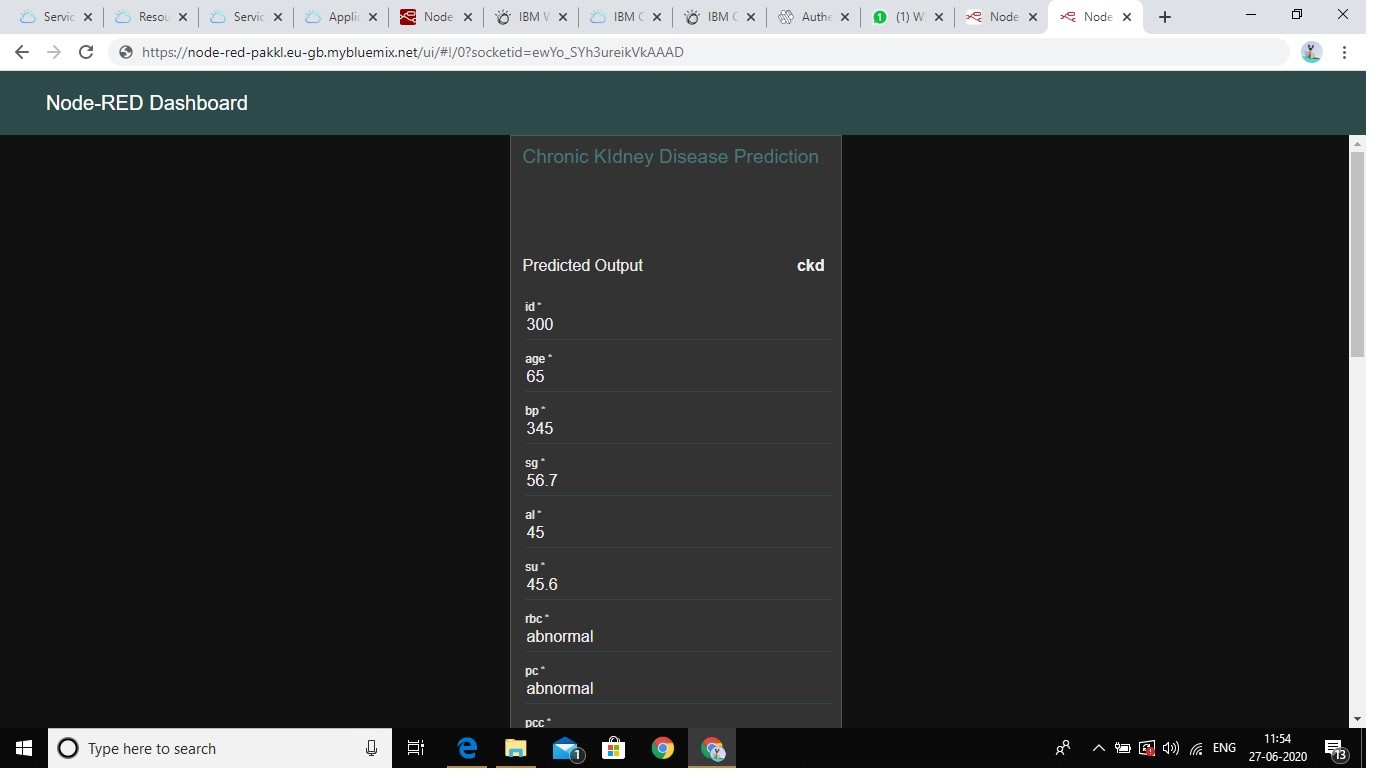 Servic
Resou
Servic
Applic
Node
IBM W
IBM C
IBM C
Authe
(1) W
Node
Node
https://node-red-pakkl.eu-gb.mybluemix.net/ui/#!/0?socketid=ewYo_SYh3ureikVkAAAD
Node-RED Dashboard
Chronic KIdney Disease Prediction
Predicted Output ckd
id *
300
age *
65
bp *
345
sg *
56.7
al *
45
su *
45.6
rbc *
abnormal
pc *
abnormal
pcc *
Type here to search
1
ENG
11:54
27-06-2020
13